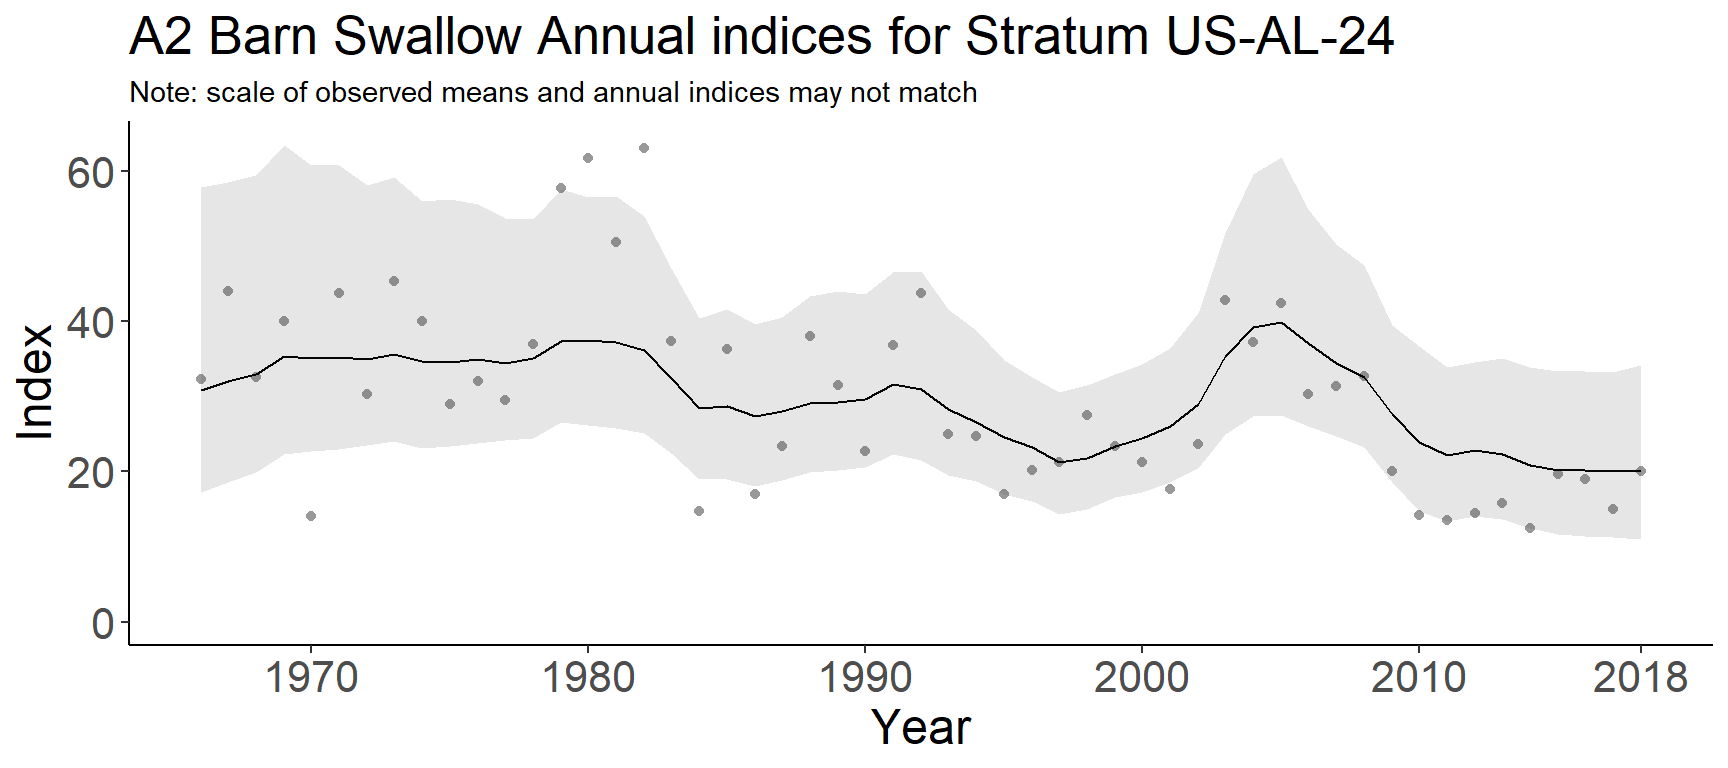 A2 Barn Swallow Annual indices for Stratum US-AL-24
Note: scale of observed means and annual indices may not match
60
40
20
0
Index
1970 1980 1990 2000 2010 2018
Year